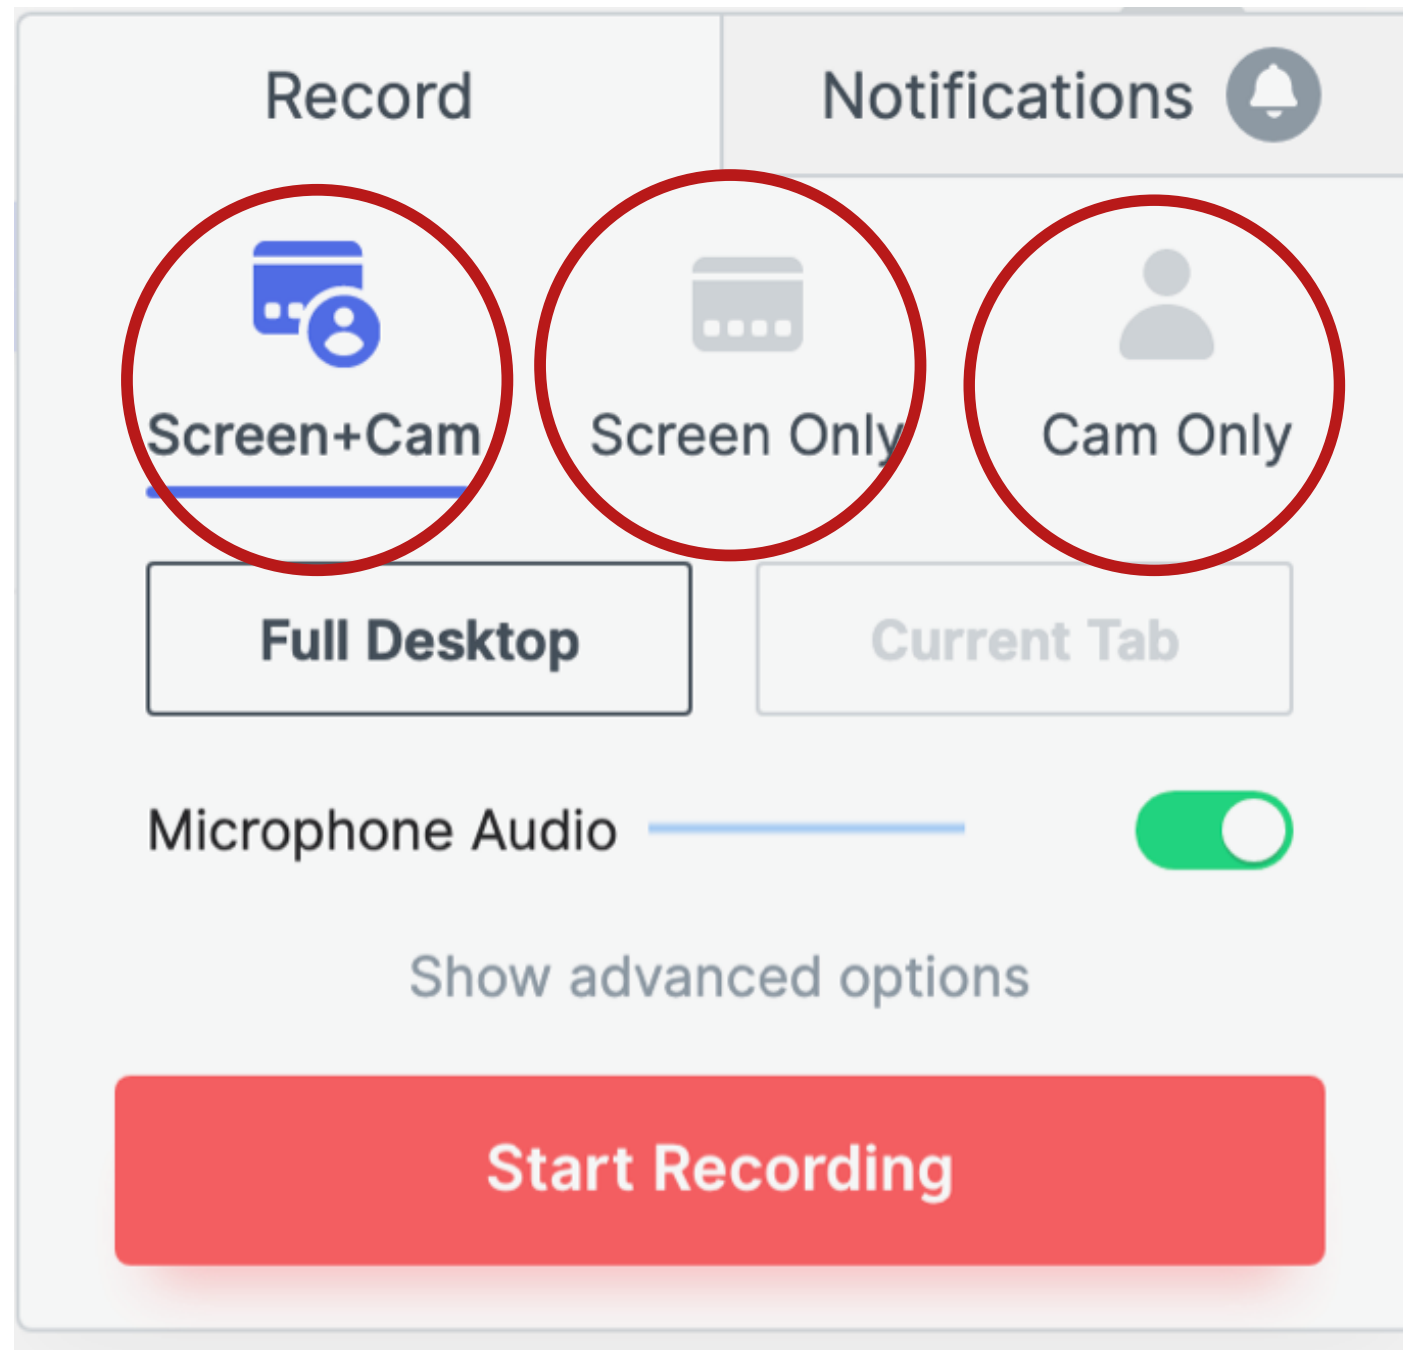 Record
Notifications
Screen+Cam
Screen Only
Cam Only
Full Desktop
Current Tab
Microphone Audio
Show advanced options
Start Recording